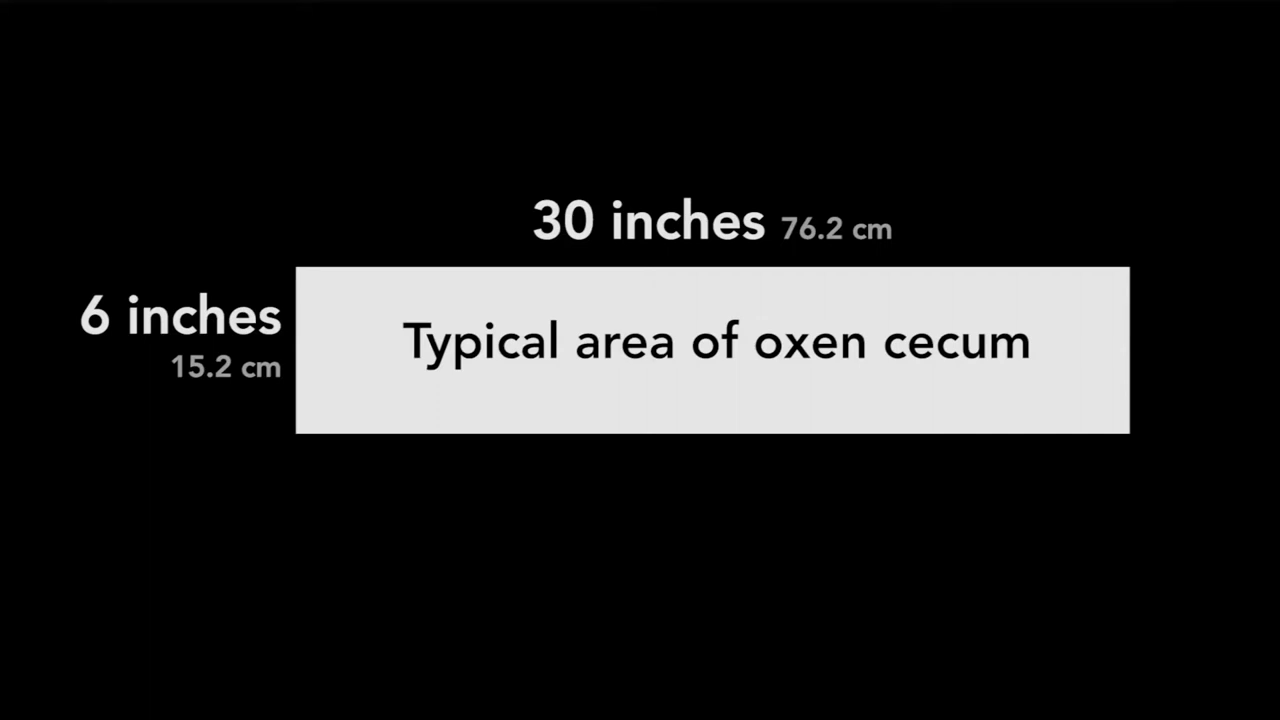 30 inches 76.2 cm
6 inches
15.2 cm
Typical area of oxen cecum